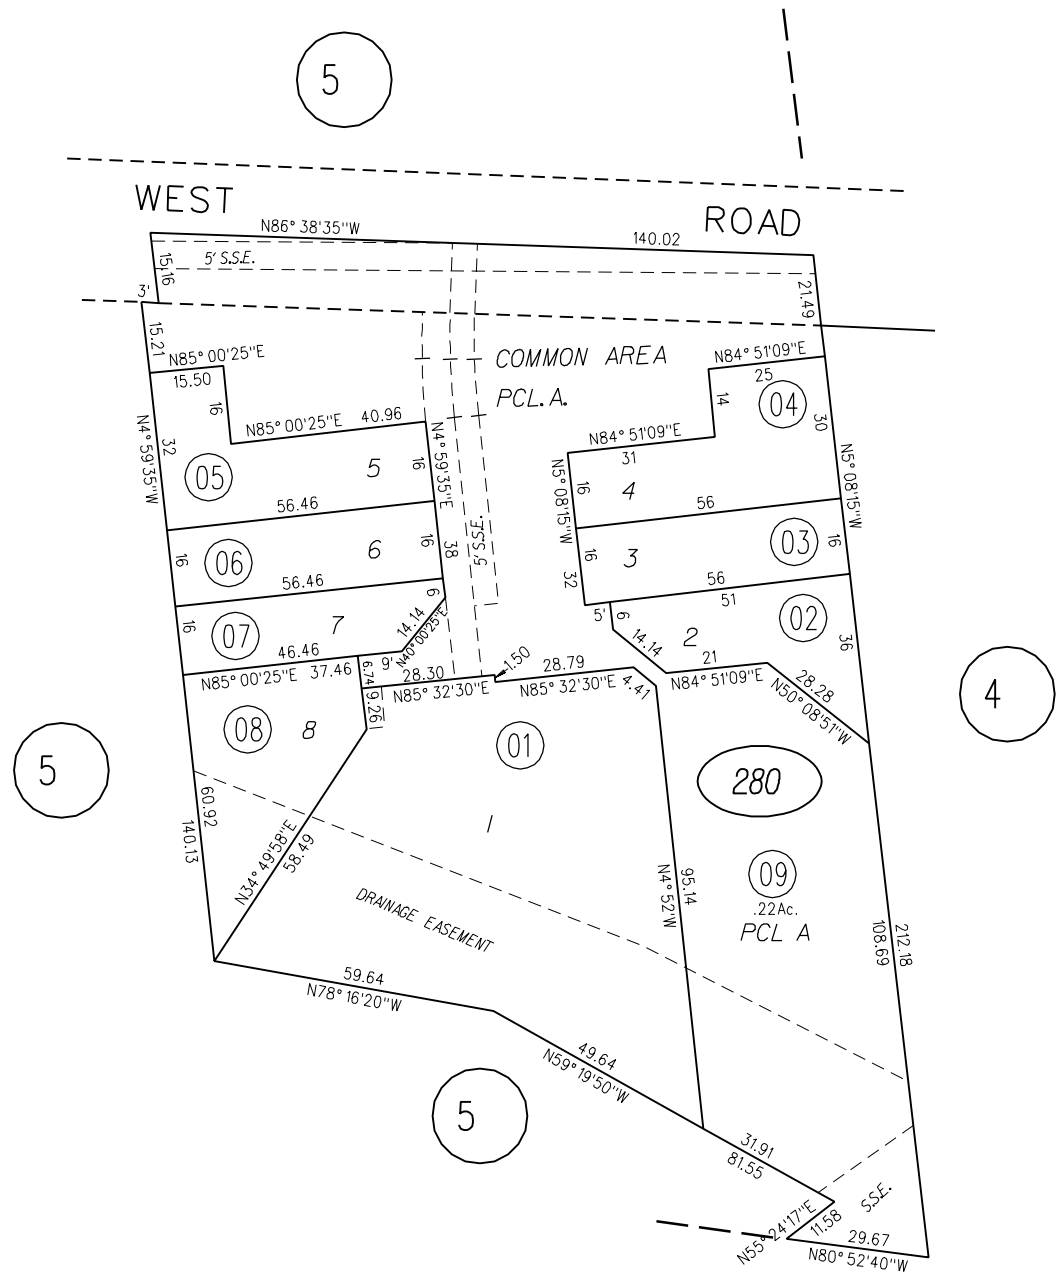 5
WEST
ROAD
N86° 38'35"W
140.02
5' S.S.E.
15.16
3'
21.49
15.21
N85° 00'25"E
15.50
16
N85° 00'25"E 40.96
COMMON AREA
PCL. A.
N84° 51'09"E
25
14
04
30
N84° 51'09"E
31
N4° 59'35"W
32
05
5
16
N4° 59'35"E
56.46
N5° 08'15"W
16
4
56
N5° 08'15"W
16
06
6
16
38
5' S.S.E.
16
3
03
16
32
56.46
56
51
16
07
7
6
14.14
N40° 00'25"E
46.46
9'
5'
6
14.14
2
02
36
21
N84° 51'09"E
28.28
N50° 08'51"W
N85° 00'25"E 37.46
6.74
9.26
28.30
N85° 32'30"E
1.50
28.79
N85° 32'30"E
4.41
08
8
01
1
4
5
280
60.92
140.13
N34° 49'58"E
58.49
N4° 52'W
95.14
09
.22Ac.
PCL A
108.69
212.18
DRAINAGE EASEMENT
59.64
N78° 16'20"W
49.64
N59° 19'50"W
5
31.91
81.55
S.S.E.
N55° 24'17"E
11.58
29.67
N80° 52'40"W